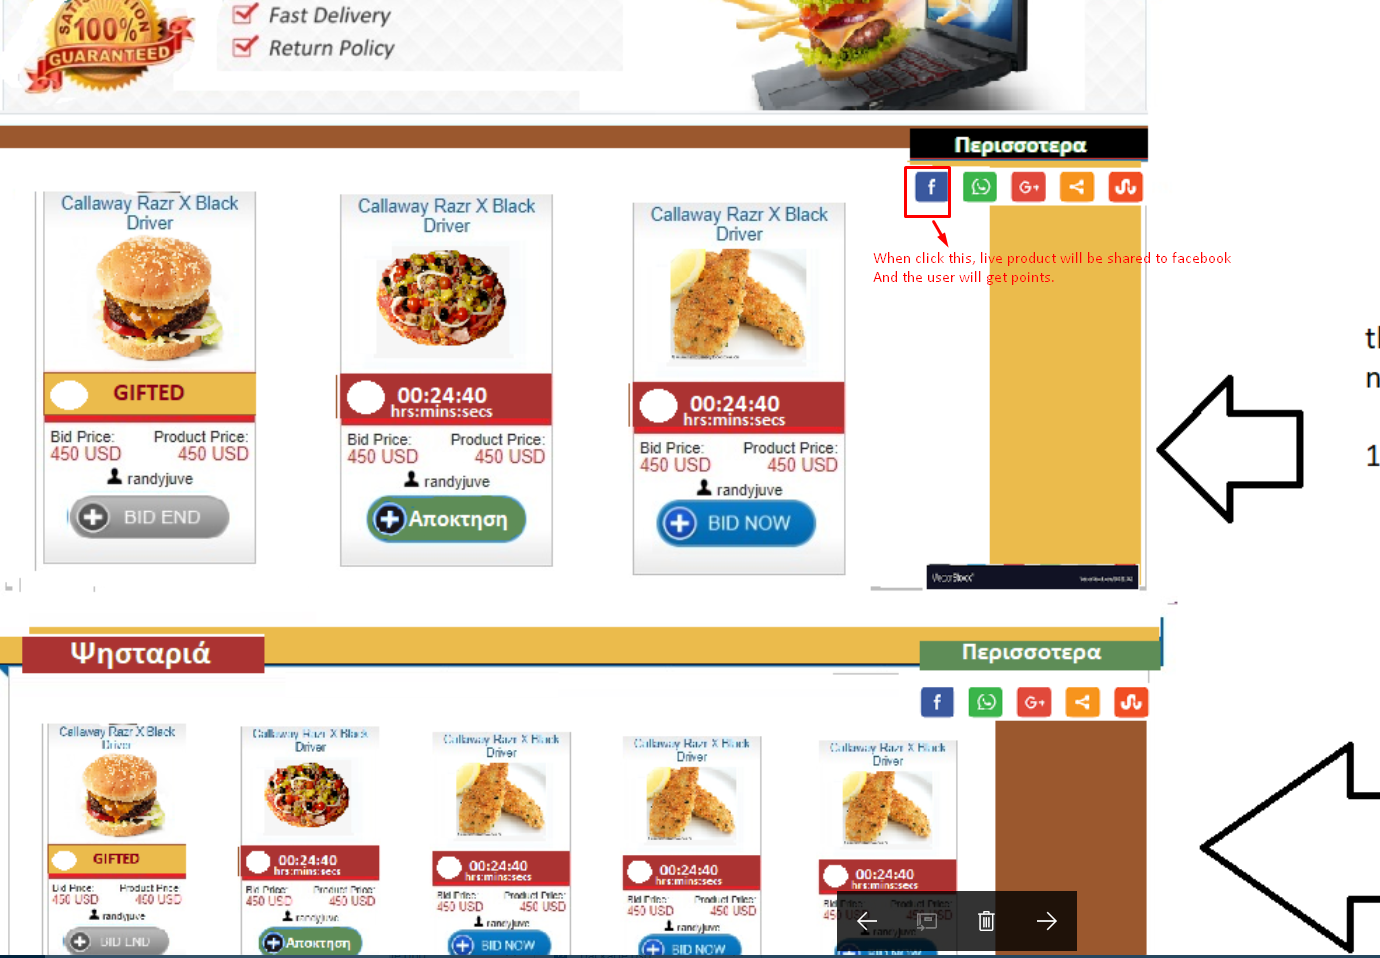 100%
GUARANTEED
Fast Delivery
Return Policy
Περισσοτερα
Callaway Razr X Black
Driver
GIFTED
Bid Price: Product Price:
450 USD 450 USD
randyjuve
BID END
Callaway Razr X Black
Driver
00:24:40
hrs:mins:secs
Bid Price: Product Price:
450 USD 450 USD
randyjuve
Αποκτηση
Callaway Razr X Black
Driver
00:24:40
hrs:mins:secs
Bid Price: Product Price:
450 USD 450 USD
randyjuve
BID NOW
When click this, live product will be shared to facebook
And the user will get points.
1
VectorStock
Ψησταριά
Περισσοτερα
Callaway Razr X Black
Driver
GIFTED
Bid Price: Product Price
450 USD 450 USD
randyjuve
BID END
Callaway Razr X Black
Driver
00:24:40
hrs:mins:secs
Bid Price: Product Price:
450 USD 450 USD
randyjuve
Αποκτηση
Callaway Razr X Black
Driver
00:24:40
hrs:mins:secs
Bid Price: Product Price:
450 USD 450 USD
randyjuve
BID NOW
Callaway Razr X Black
Driver
00:24:40
hrs:mins:secs
Bid Price: Product Price:
450 USD 450 USD
randyjuve
BID NOW
Callaway Razr X Black
Driver
00:24:40
hrs:mins:secs